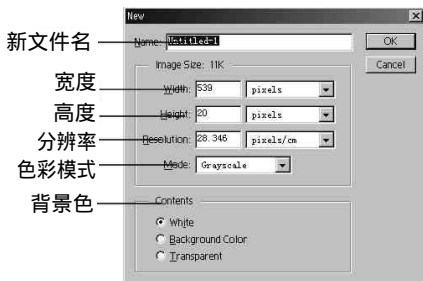 New
新文件名
Name: Untitled-1
OK
Image Size: 11K
Cancel
宽度
Width: 539 pixels
高度
Height: 20 pixels
分辨率
Resolution: 28.346 pixels/cm
色彩模式
Mode: Grayscale
背景色
Contents
White
Background Color
Transparent